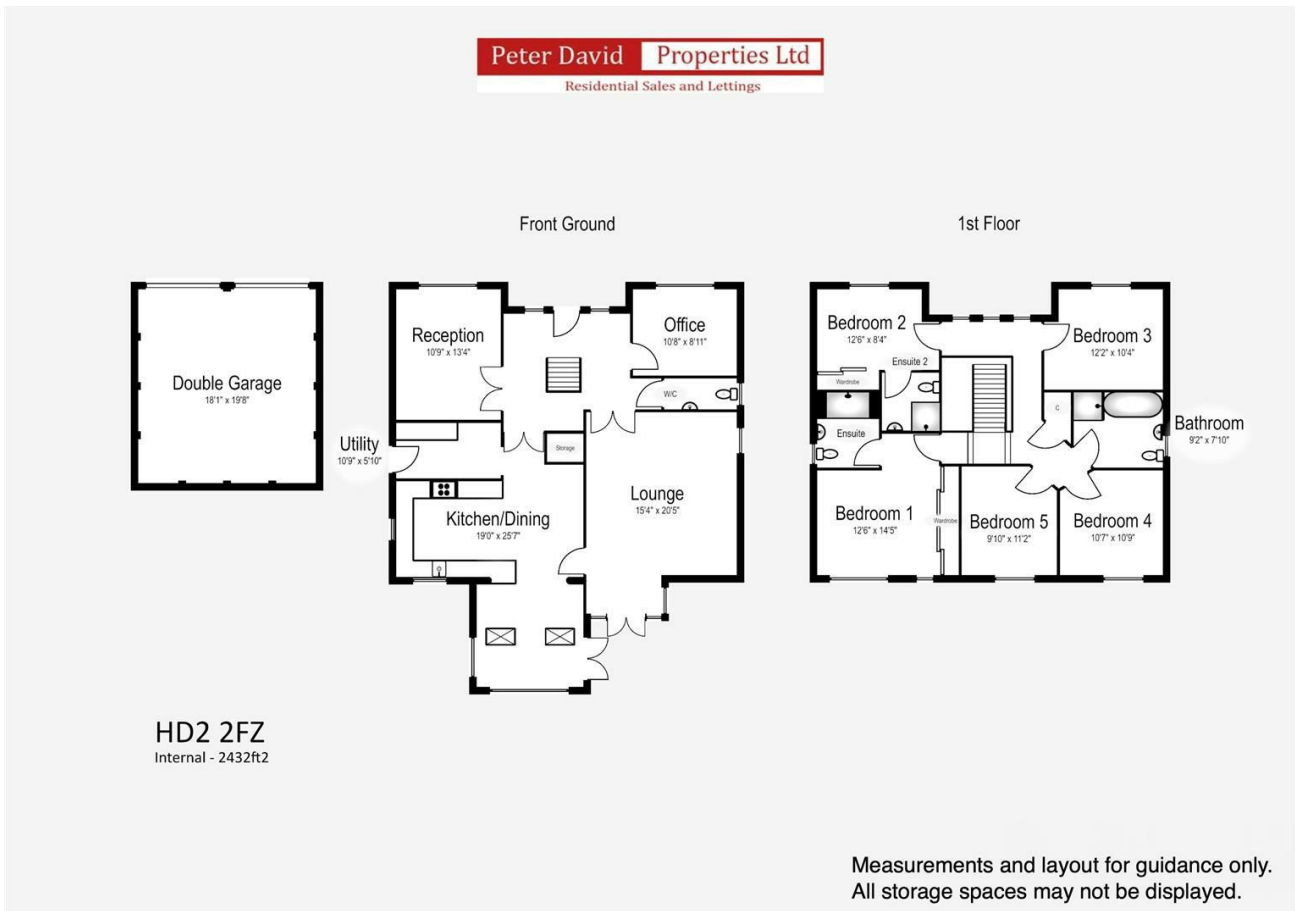 Peter David Properties Ltd
Residential Sales and Lettings
Front Ground
1st Floor
Double Garage
18'1" x 19'8"
Reception
10'9" x 13'4"
Office
10'8" x 8'11"
W/C
Utility
10'9" x 5'10"
Storage
Kitchen/Dining
19'0" x 25'7"
Lounge
15'4" x 20'5"
Bedroom 2
12'6" x 8'4"
Ensuite 2
Wardrobe
Bedroom 3
12'2" x 10'4"
C
Ensuite
Bathroom
9'2" x 7'10"
Bedroom 1
12'6" x 14'5"
Wardrobe
Bedroom 5
9'10" x 11'2"
Bedroom 4
10'7" x 10'9"
HD2 2FZ
Internal - 2432ft2
Measurements and layout for guidance only.
All storage spaces may not be displayed.